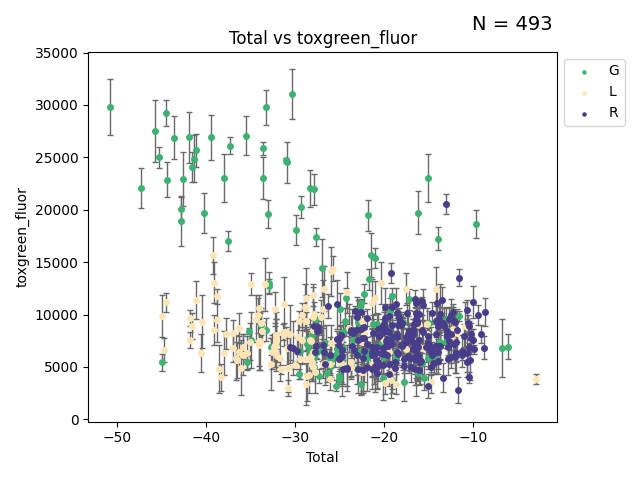 N = 493
Total vs toxgreen_fluor
35000
30000
25000
20000
15000
10000
5000
0
toxgreen_fluor
−50
−40
−30
−20
−10
Total
G
L
R